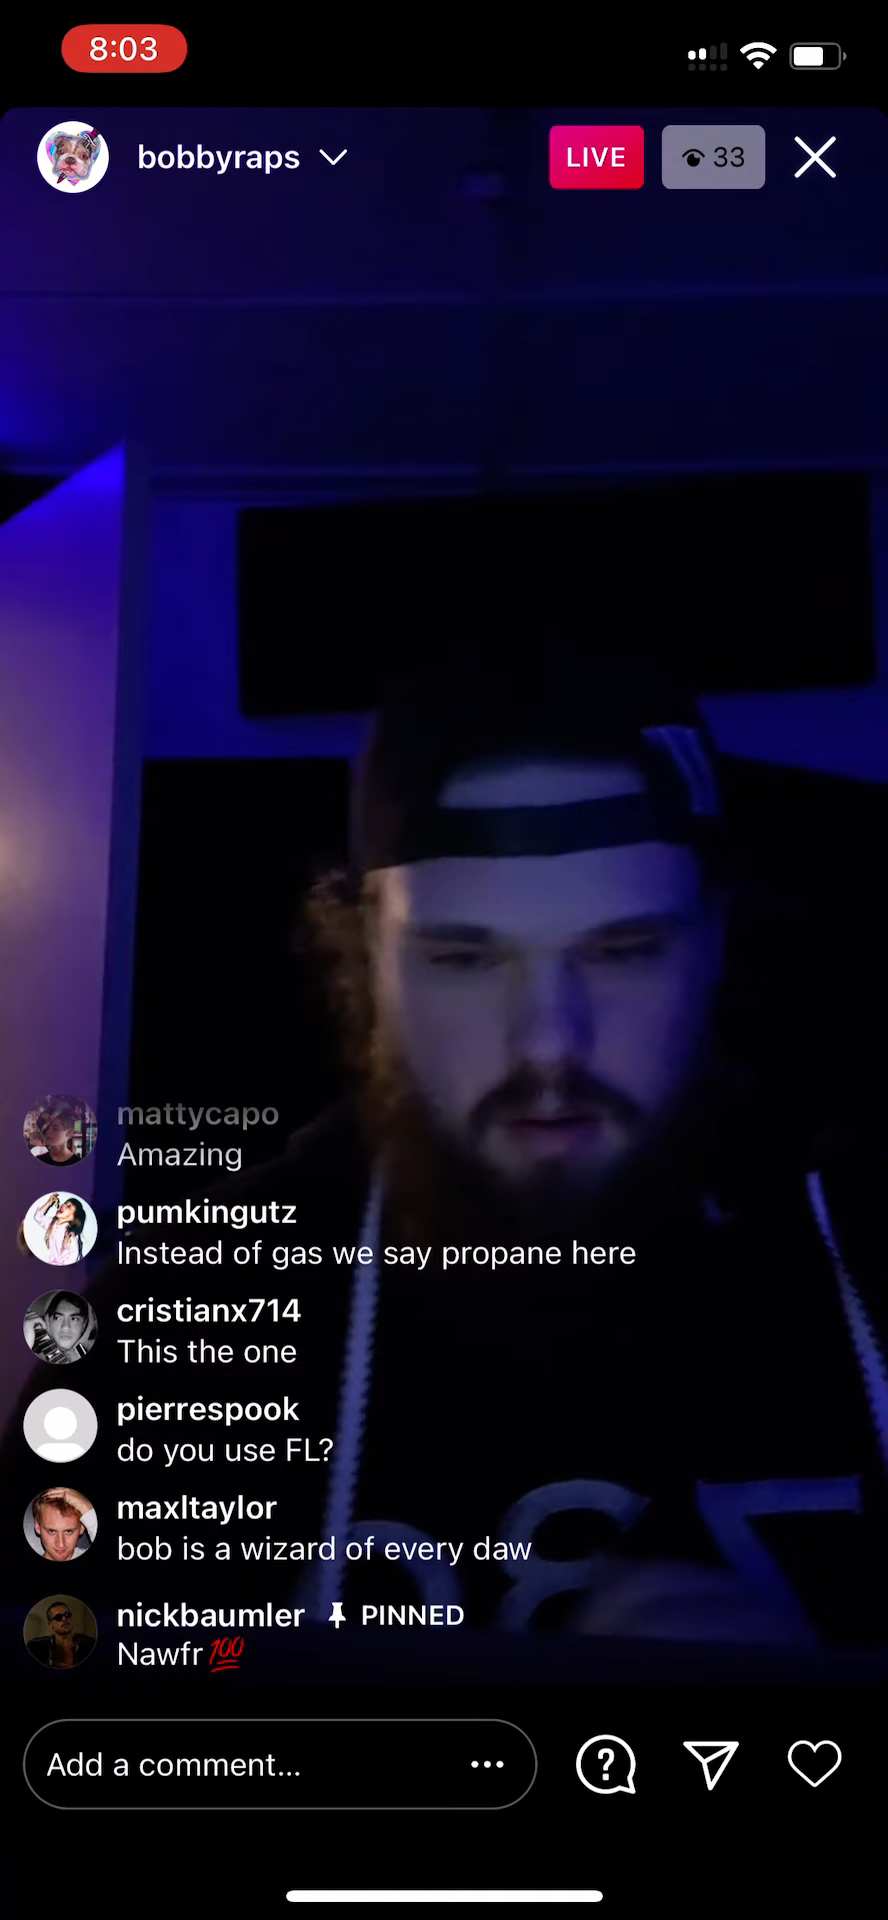 8:03
bobbyraps
LIVE
33
mattycapo
Amazing
pumkingutz
Instead of gas we say propane here
cristianx714
This the one
pierrespook
do you use FL?
maxltaylor
bob is a wizard of every daw
nickbaumler PINNED
Nawfr 💯
Add a comment...